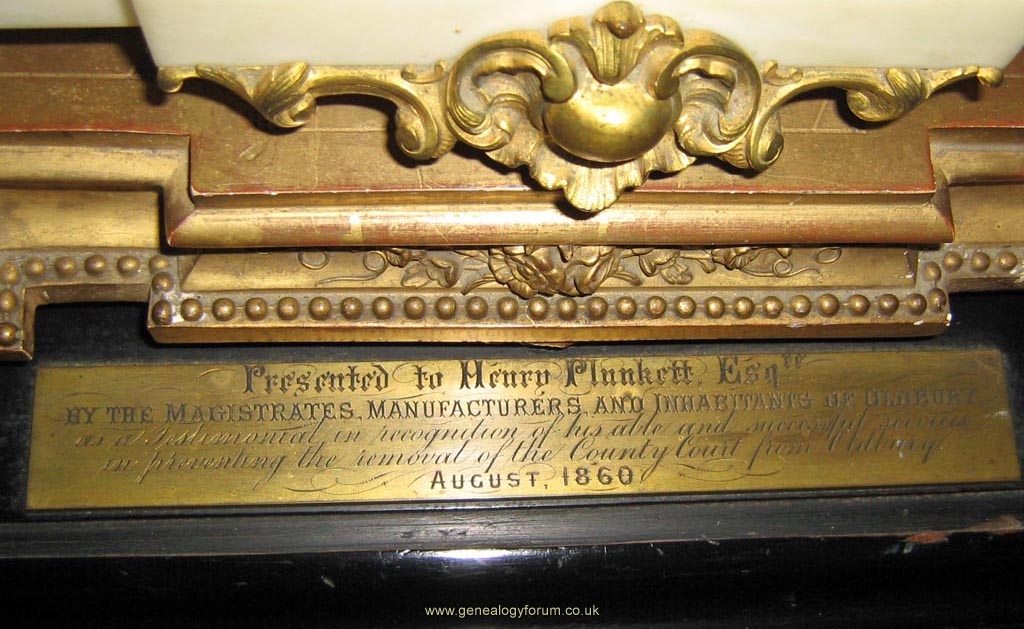 Presented to Henry Plunkett, Esqre
BY THE MAGISTRATES, MANUFACTURERS, AND INHABITANTS OF OLDBURY
as a Testimonial in recognition of his able and successful services
in preventing the removal of the County Court from Oldbury.
AUGUST, 1860
www.genealogyforum.co.uk